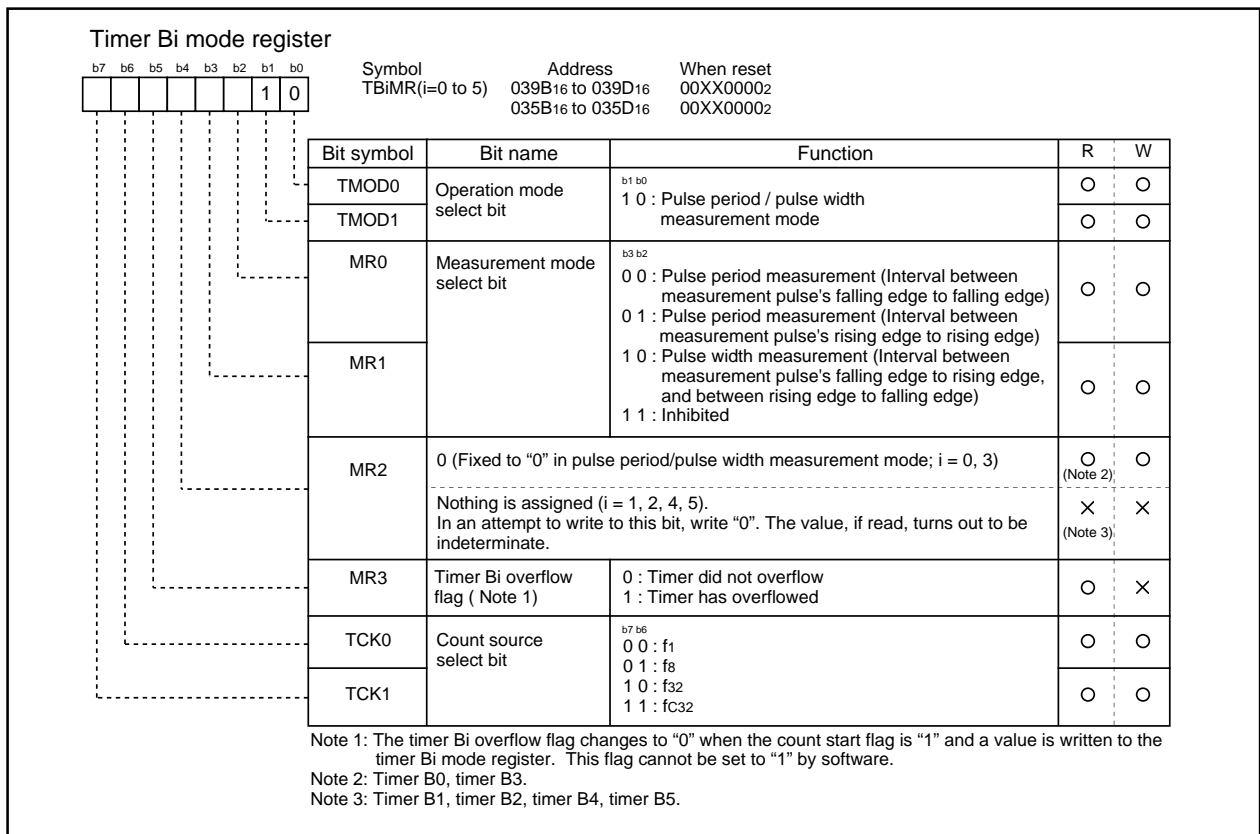 Timer Bi mode register
b7 b6 b5 b4 b3 b2 b1 b0
1 0
Symbol Address When reset
TBiMR(i=0 to 5) 039B16 to 039D16 00XX00002
035B16 to 035D16 00XX00002
Bit symbol Bit name Function R W
TMOD0 Operation mode select bit
b1 b0
1 0 : Pulse period / pulse width
measurement mode
TMOD1
MR0 Measurement mode
select bit
b3 b2
0 0 : Pulse period measurement (Interval between
measurement pulse's falling edge to falling edge)
0 1 : Pulse period measurement (Interval between
measurement pulse's rising edge to rising edge)
MR1
1 0 : Pulse width measurement (Interval between
measurement pulse's falling edge to rising edge,
and between rising edge to falling edge)
1 1 : Inhibited
MR2
0 (Fixed to “0” in pulse period/pulse width measurement mode; i = 0, 3)
(Note 2)
Nothing is assigned (i = 1, 2, 4, 5).
In an attempt to write to this bit, write “0”. The value, if read, turns out to be
indeterminate.
(Note 3)
MR3 Timer Bi overflow
flag ( Note 1)
0 : Timer did not overflow
1 : Timer has overflowed
TCK0 Count source
select bit
b7 b6
0 0 : f1
0 1 : f8
TCK1
1 0 : f32
1 1 : fC32
Note 1: The timer Bi overflow flag changes to “0” when the count start flag is “1” and a value is written to the
timer Bi mode register. This flag cannot be set to “1” by software.
Note 2: Timer B0, timer B3.
Note 3: Timer B1, timer B2, timer B4, timer B5.